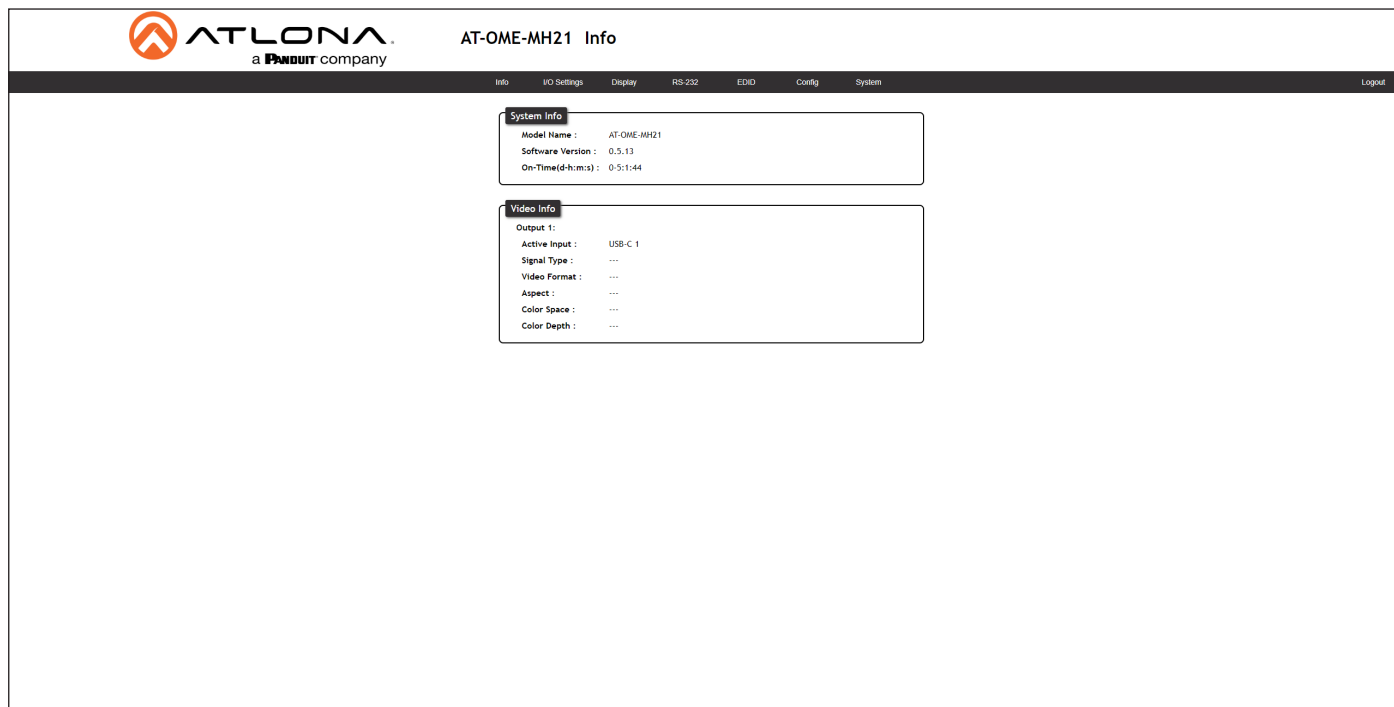 ATLONA.
a PANDUIT company
AT-OME-MH21 Info
Info I/O Settings Display RS-232 EDID Config System Logout
System Info
Model Name : AT-OME-MH21
Software Version : 0.5.13
On-Time(d-h:m:s) : 0-5:1:44
Video Info
Output 1:
Active Input : USB-C 1
Signal Type : ---
Video Format : ---
Aspect : ---
Color Space : ---
Color Depth : ---